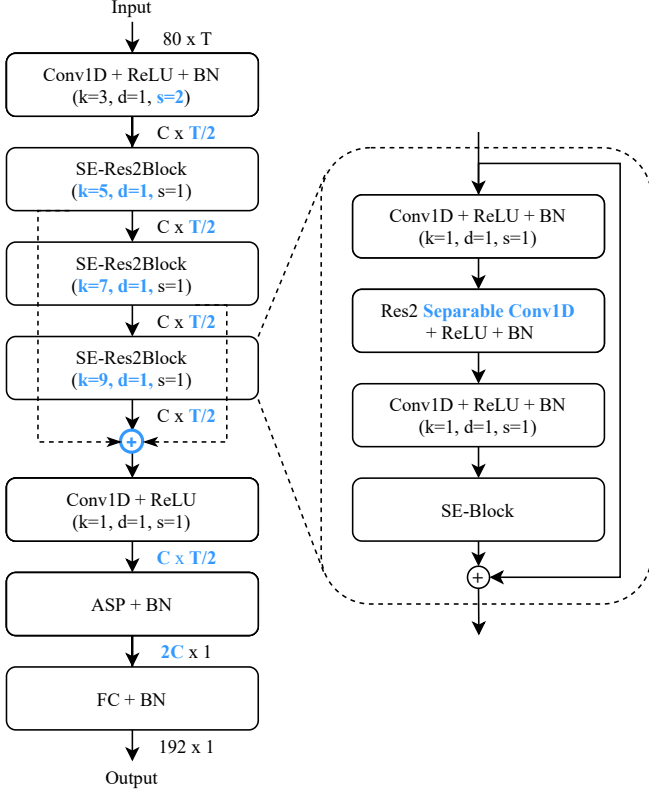 Input
80 x T
Conv1D + ReLU + BN
(k=3, d=1, s=2)
C x T/2
SE-Res2Block
(k=5, d=1, s=1)
C x T/2
SE-Res2Block
(k=7, d=1, s=1)
C x T/2
SE-Res2Block
(k=9, d=1, s=1)
C x T/2
+
Conv1D + ReLU
(k=1, d=1, s=1)
C x T/2
ASP + BN
2C x 1
FC + BN
192 x 1
Output
Conv1D + ReLU + BN
(k=1, d=1, s=1)
Res2 Separable Conv1D
+ ReLU + BN
Conv1D + ReLU + BN
(k=1, d=1, s=1)
SE-Block
+